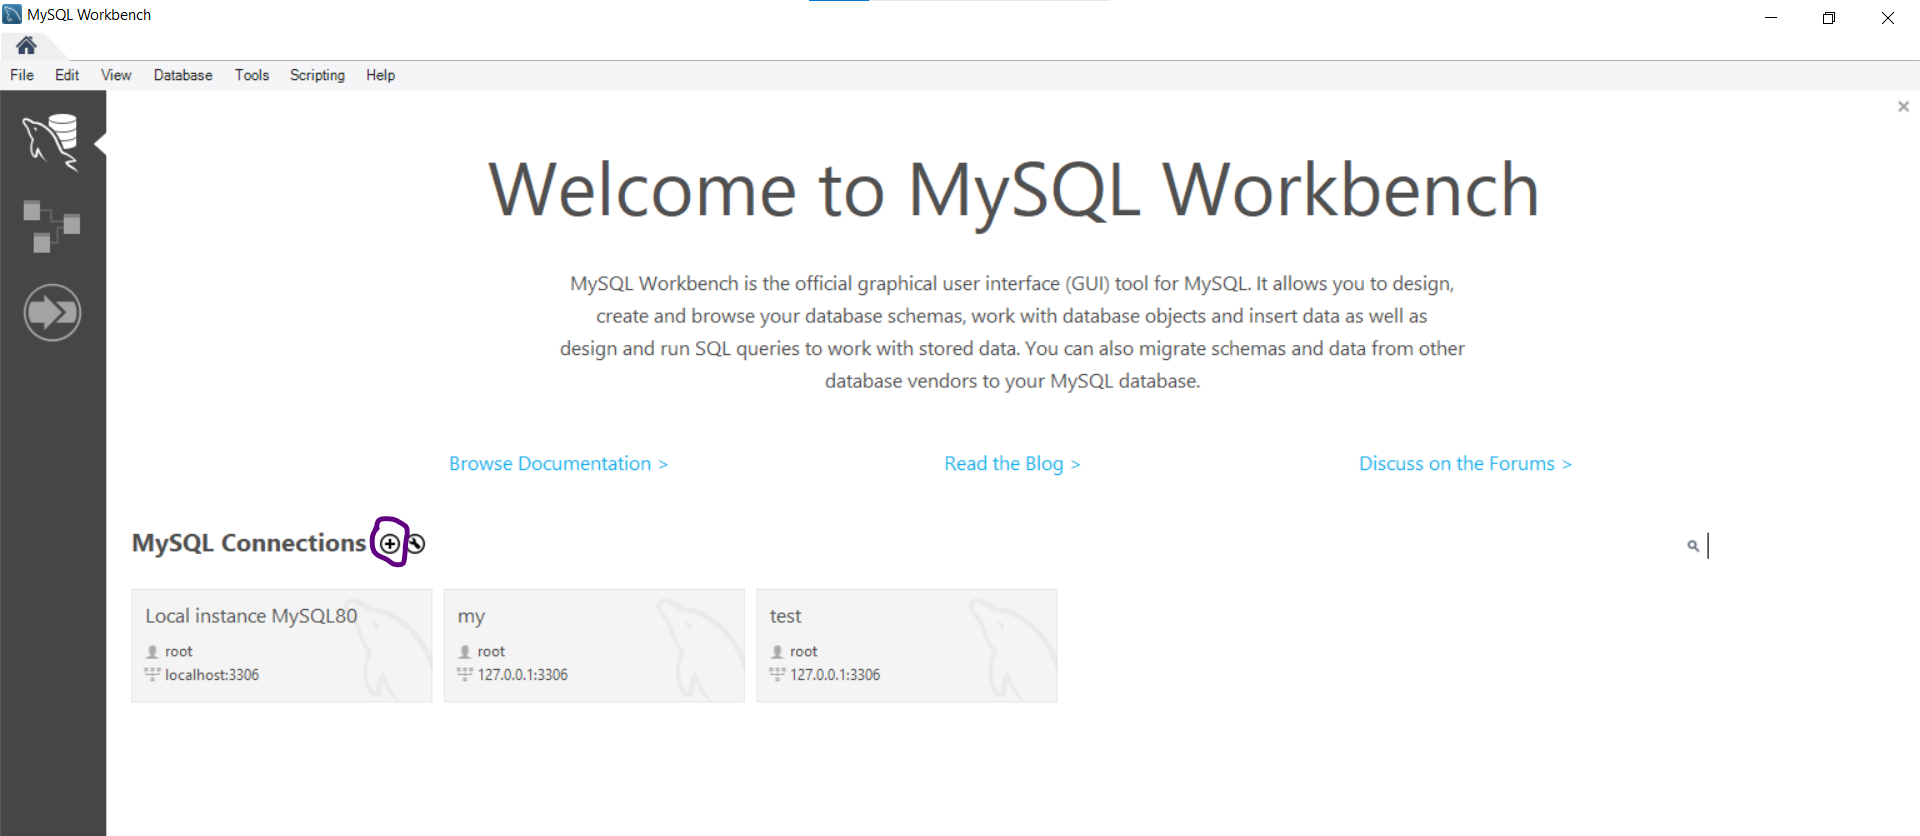 MySQL Workbench
File Edit View Database Tools Scripting Help
Welcome to MySQL Workbench
MySQL Workbench is the official graphical user interface (GUI) tool for MySQL. It allows you to design,
create and browse your database schemas, work with database objects and insert data as well as
design and run SQL queries to work with stored data. You can also migrate schemas and data from other
database vendors to your MySQL database.
Browse Documentation > Read the Blog > Discuss on the Forums >
MySQL Connections
Local instance MySQL80
root
localhost:3306
my
root
127.0.0.1:3306
test
root
127.0.0.1:3306